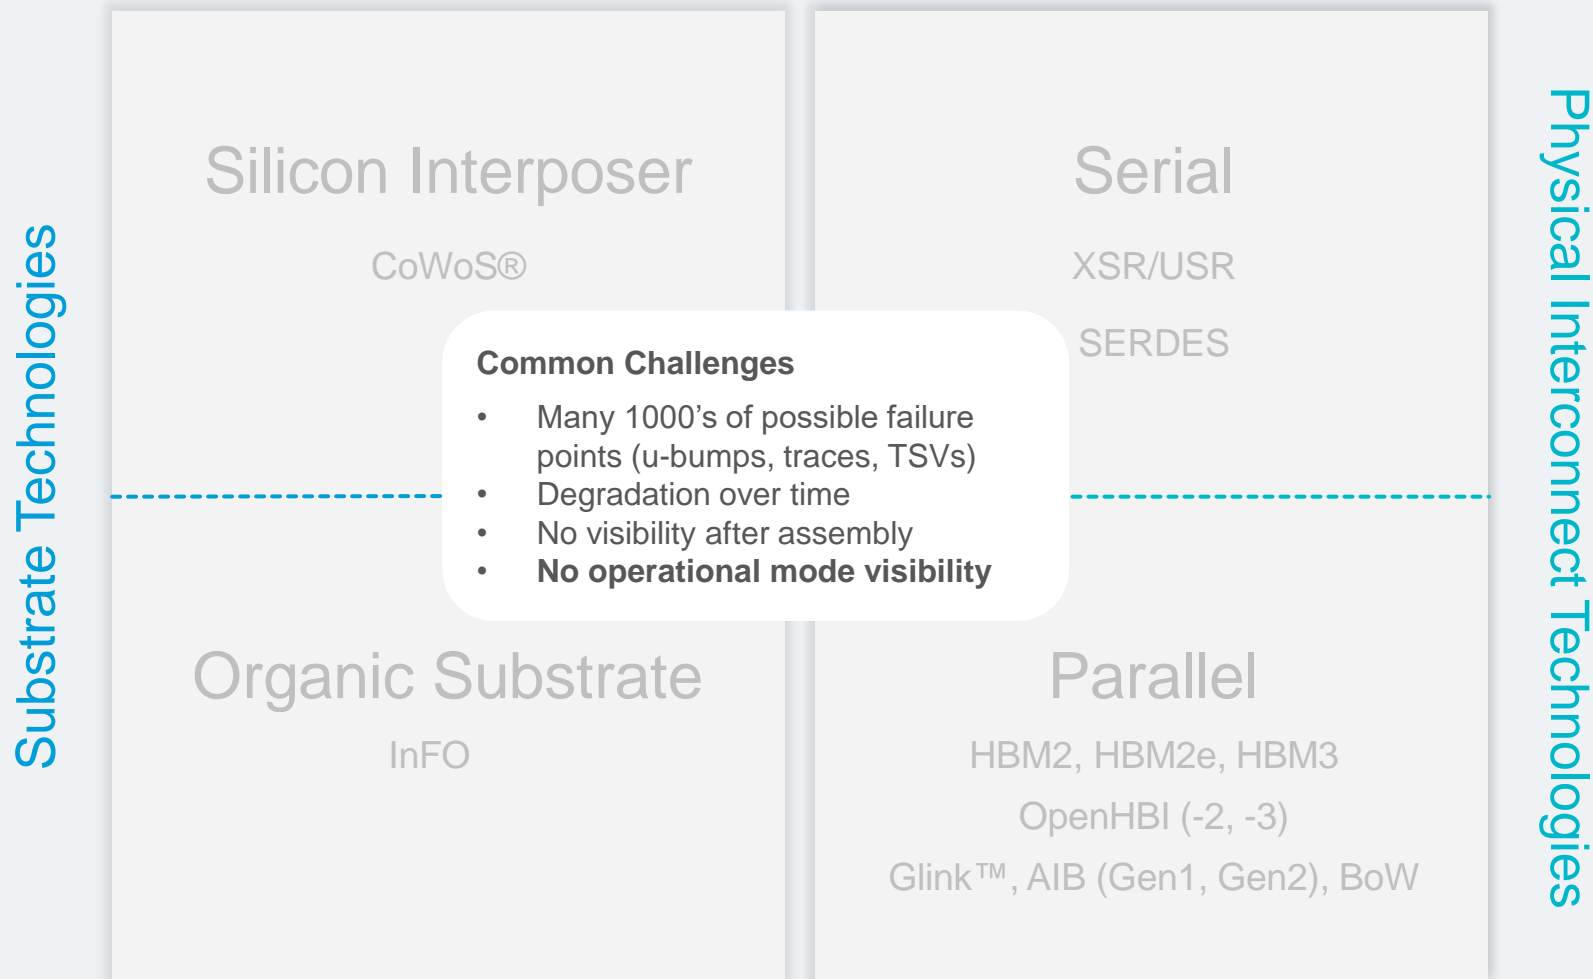 Substrate Technologies
Silicon Interposer
CoWoS®
Organic Substrate
InFO
Common Challenges
• Many 1000’s of possible failure
points (u-bumps, traces, TSVs)
• Degradation over time
• No visibility after assembly
• No operational mode visibility
Serial
XSR/USR
SERDES
Parallel
HBM2, HBM2e, HBM3
OpenHBI (-2, -3)
Glink™, AIB (Gen1, Gen2), BoW
Physical Interconnect Technologies